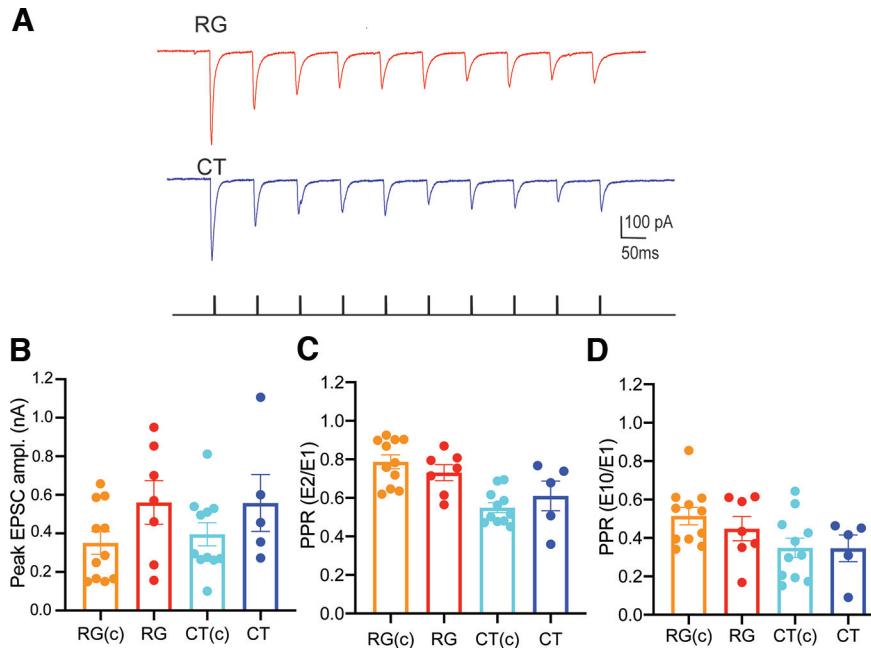 A
RG
CT
100 pA
50ms
B
C
D
Peak EPSC ampl. (nA)
1.2
1.0
0.8
0.6
0.4
0.2
0.0
RG(c) RG CT(c) CT
PPR (E2/E1)
1.2
1.0
0.8
0.6
0.4
0.2
0.0
RG(c) RG CT(c) CT
PPR (E10/E1)
1.2
1.0
0.8
0.6
0.4
0.2
0.0
RG(c) RG CT(c) CT